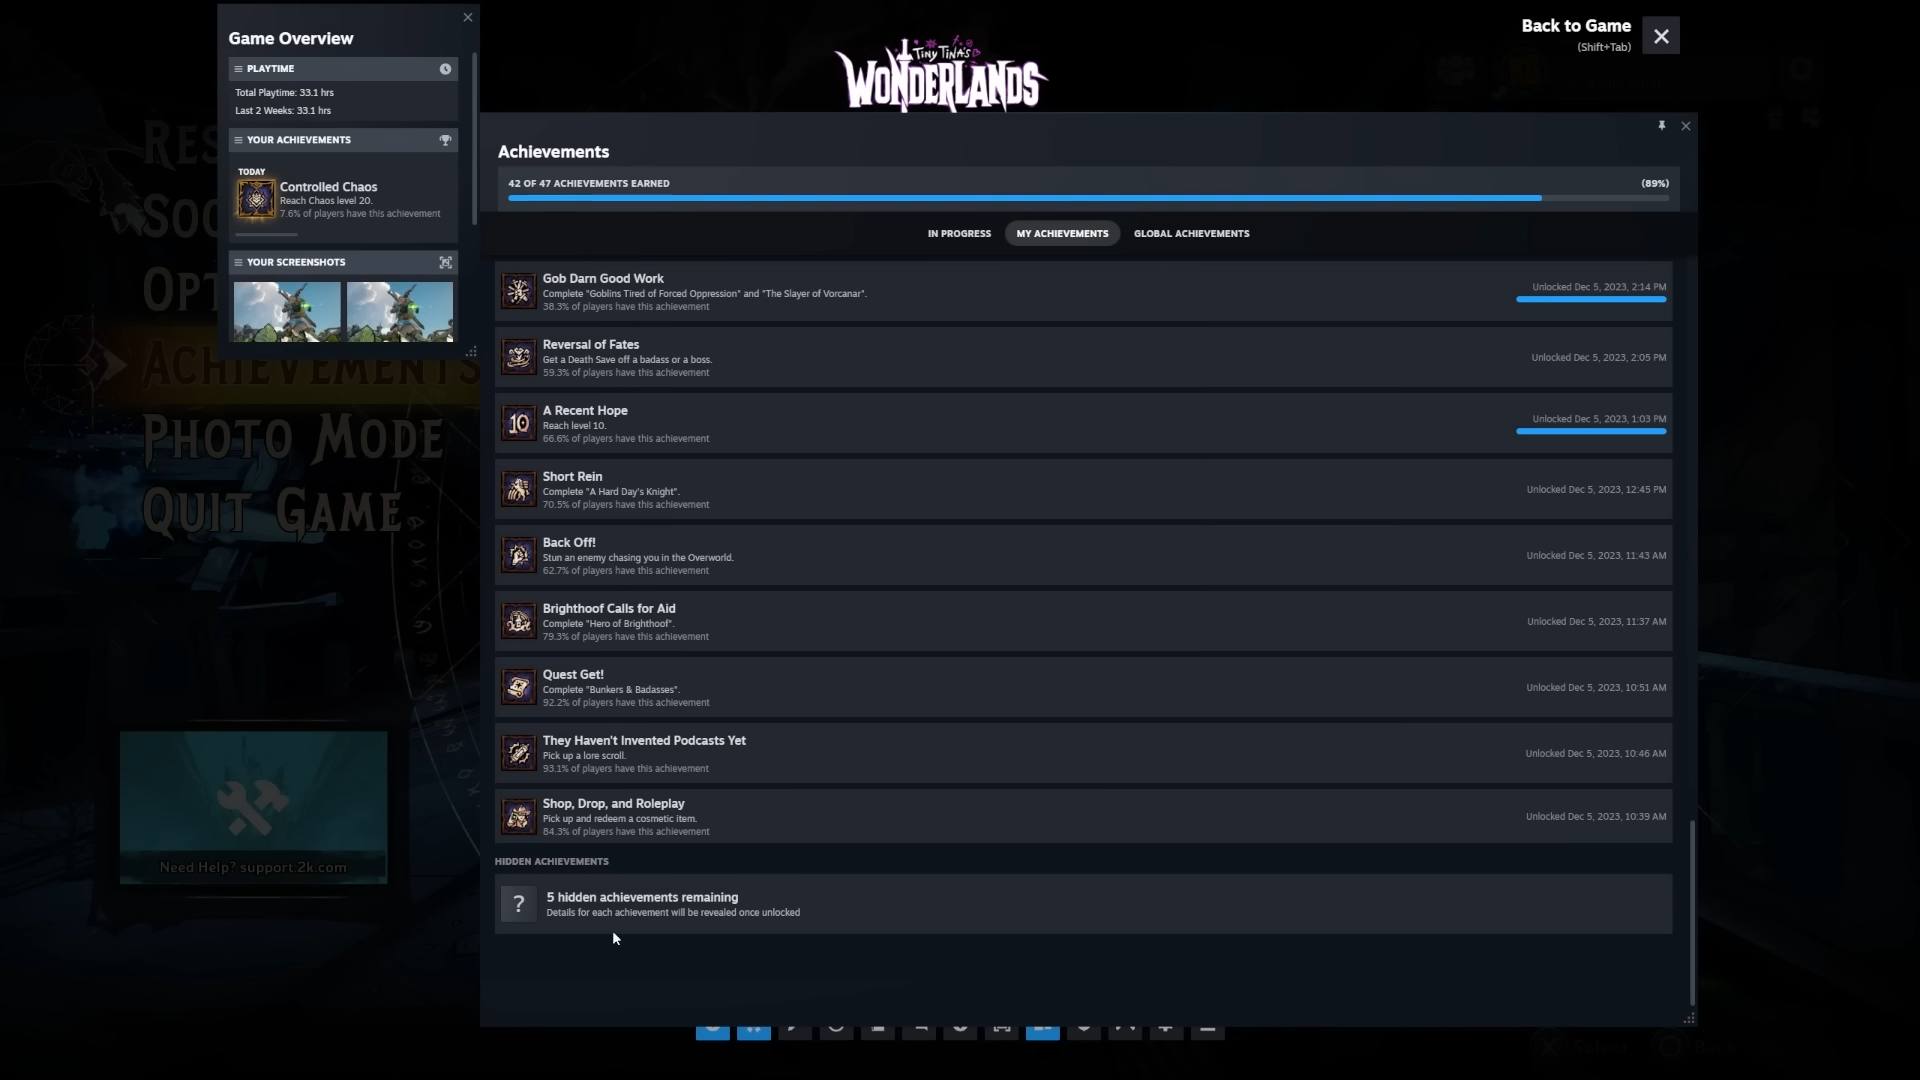 Game Overview
PLAYTIME
Total Playtime: 33.1 hrs
Last 2 Weeks: 33.1 hrs
YOUR ACHIEVEMENTS
TODAY
Controlled Chaos
Reach Chaos level 20.
7.6% of players have this achievement
YOUR SCREENSHOTS
TINY TINA'S
WONDERLANDS
Back to Game
(Shift+Tab)
RES
SOC
OPT
ACHIEVEMENTS
PHOTO MODE
QUIT GAME
Need Help? support.2k.com
Achievements
42 OF 47 ACHIEVEMENTS EARNED
(89%)
IN PROGRESS
MY ACHIEVEMENTS
GLOBAL ACHIEVEMENTS
Gob Darn Good Work
Complete "Goblins Tired of Forced Oppression" and "The Slayer of Vorcanar".
38.3% of players have this achievement
Unlocked Dec 5, 2023, 2:14 PM
Reversal of Fates
Get a Death Save off a badass or a boss.
59.3% of players have this achievement
Unlocked Dec 5, 2023, 2:05 PM
10
A Recent Hope
Reach level 10.
66.6% of players have this achievement
Unlocked Dec 5, 2023, 1:03 PM
Short Rein
Complete "A Hard Day's Knight".
70.5% of players have this achievement
Unlocked Dec 5, 2023, 12:45 PM
Back Off!
Stun an enemy chasing you in the Overworld.
62.7% of players have this achievement
Unlocked Dec 5, 2023, 11:43 AM
Brighthoof Calls for Aid
Complete "Hero of Brighthoof".
79.3% of players have this achievement
Unlocked Dec 5, 2023, 11:37 AM
Quest Get!
Complete "Bunkers & Badasses".
92.2% of players have this achievement
Unlocked Dec 5, 2023, 10:51 AM
They Haven't Invented Podcasts Yet
Pick up a lore scroll.
93.1% of players have this achievement
Unlocked Dec 5, 2023, 10:46 AM
Shop, Drop, and Roleplay
Pick up and redeem a cosmetic item.
84.3% of players have this achievement
Unlocked Dec 5, 2023, 10:39 AM
HIDDEN ACHIEVEMENTS
?
5 hidden achievements remaining
Details for each achievement will be revealed once unlocked